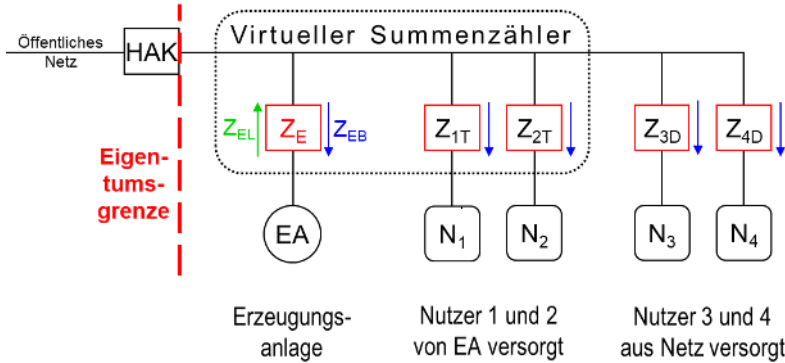 Öffentliches
Netz
HAK
Virtueller Summenzähler
Z_EL
Z_E
Z_EB
Z_1T
Z_2T
Z_3D
Z_4D
Eigen-
tums-
grenze
EA
N_1
N_2
N_3
N_4
Erzeugungs-
anlage
Nutzer 1 und 2
von EA versorgt
Nutzer 3 und 4
aus Netz versorgt